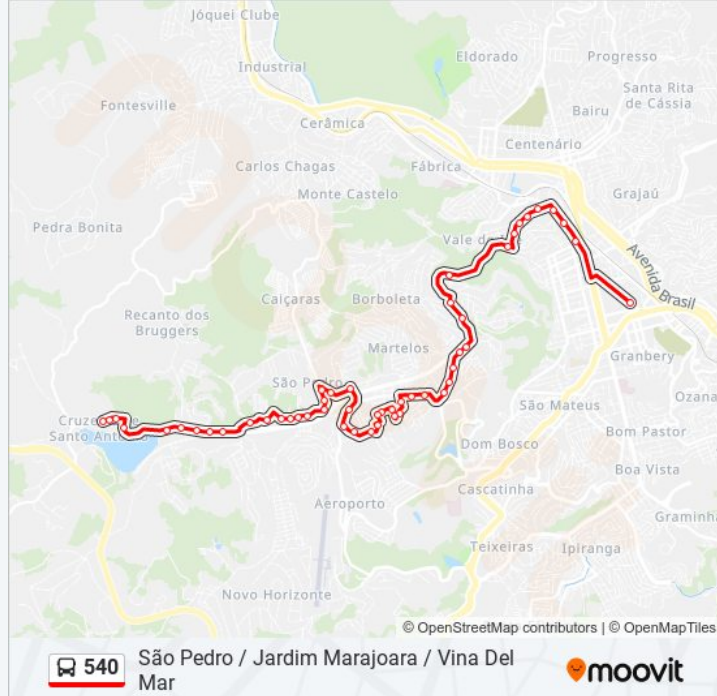 Jóquei Clube
Eldorado
Progresso
Industrial
Santa Rita
de Cássia
Fontesville
Bairu
Cerâmica
Centenário
Carlos Chagas
Fábrica
Monte Castelo
Grajaú
Pedra Bonita
Vale do
Avenida Brasil
Caiçaras
Borboleta
Recanto dos
Bruggers
Martelos
Granbery
São Pedro
Ozana
São Mateus
Santo
Bom Pastor
Dom Bosco
Boa Vista
Cascatinha
Aeroporto
Graminha
Teixeiras
Ipiranga
Novo Horizonte
© OpenStreetMap contributors | © OpenMapTiles
540
São Pedro / Jardim Marajoara / Vina Del
Mar
moovit